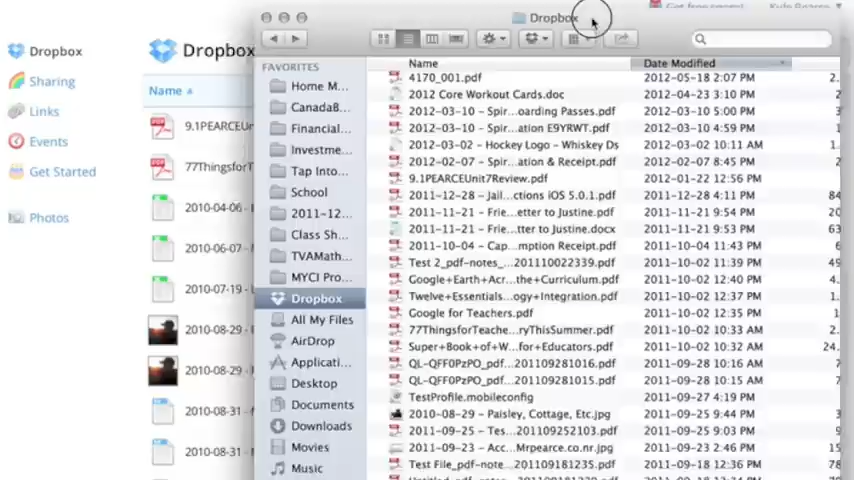 Dropbox
Sharing
Links
Events
Get Started
Photos
Dropbox
Name
9.1PEARCEUn
77ThingsforT
2010-04-06
2010-06-07
2010-07-19
2010-08-29
2010-08-29
2010-08-31
2010-08-31
Dropbox
FAVORITES
Home M...
CanadaB...
Financial...
Investme...
Tap Into...
School
2011-12...
Class Sh...
TVAMath...
MYCI Pro...
Dropbox
All My Files
AirDrop
Applicati...
Desktop
Documents
Downloads
Movies
Music
Name Date Modified
4170_001.pdf 2012-05-18 2:07 PM 2.
2012 Core Workout Cards.doc 2012-04-23 3:10 PM
2012-03-10 – Spir...oarding Passes.pdf 2012-03-10 5:00 PM
2012-03-10 – Spir...ation E9YRWT.pdf 2012-03-10 4:59 PM
2012-03-02 – Hockey Logo – Whiskey Ds 2012-03-02 10:11 AM
2012-02-07 – Spir...ation & Receipt.pdf 2012-02-07 8:45 PM
9.1PEARCEUnit7Review.pdf 2012-01-22 12:56 PM
2011-12-28 – Jail...ctions iOS 5.0.1.pdf 2011-12-28 4:11 PM 84
2011-11-21 – Frie...etter to Justine.pdf 2011-11-21 9:54 PM 20
2011-11-21 – Frie...tter to Justine.docx 2011-11-21 9:53 PM 63
2011-10-04 – Cap...mption Receipt.pdf 2011-10-04 11:43 PM
Test 2_pdf-notes_...201110022339.pdf 2011-10-02 11:39 PM 49
Google+Earth+Acr...the+Curriculum.pdf 2011-10-02 12:40 PM
Twelve+Essentials...ogy+Integration.pdf 2011-10-02 12:37 PM
Google for Teachers.pdf 2011-10-02 12:35 PM
77ThingsforTeache...ryThisSummer.pdf 2011-10-02 10:33 AM 2.
Super+Book+of+W...for+Educators.pdf 2011-10-02 10:32 AM 24.
QL-QFF0PzPO_pdf...201109281016.pdf 2011-09-28 10:16 AM 7
QL-QFF0PzPO_pdf...201109281015.pdf 2011-09-28 10:15 AM 7
TestProfile.mobileconfig 2011-09-27 4:19 PM
2010-08-29 – Paisley, Cottage, Etc.jpg 2011-09-25 9:44 PM
2011-09-25 – Tes...201109252103.pdf 2011-09-25 9:03 PM
2011-09-23 – Acc...Mrpearce.co.nr.jpg 2011-09-23 2:46 PM 15
Test File_pdf-note...201109181235.pdf 2011-09-18 12:36 PM